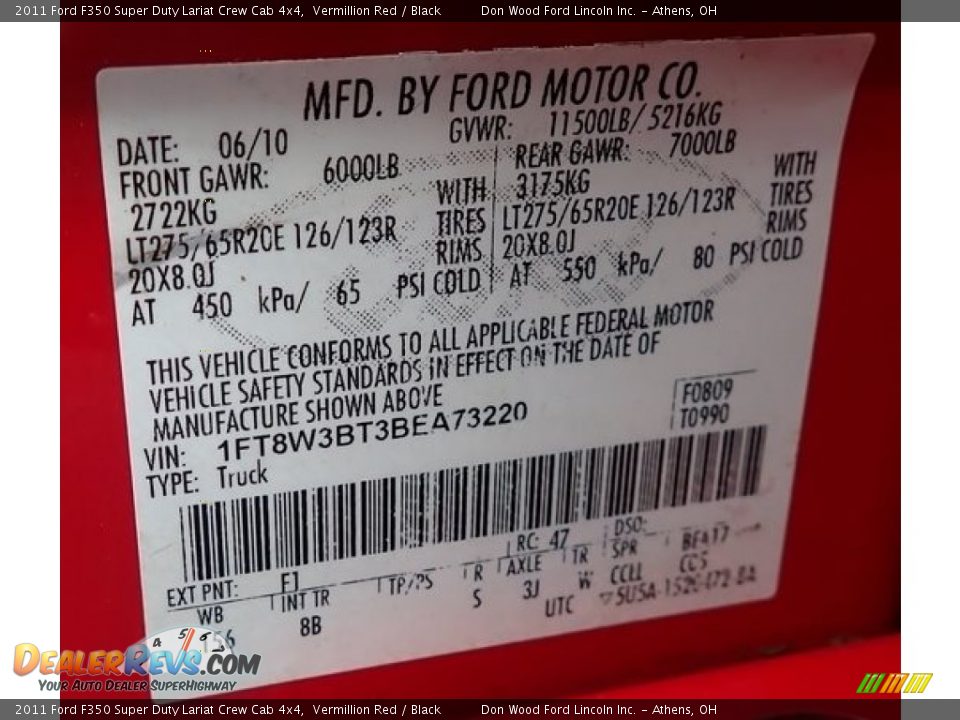 2011 Ford F350 Super Duty Lariat Crew Cab 4x4, Vermillion Red / Black Don Wood Ford Lincoln Inc. - Athens, OH
MFD. BY FORD MOTOR CO.
DATE: 06/10 GVWR: 11500LB/ 5216KG
FRONT GAWR: 6000LB REAR GAWR: 7000LB
2722KG WITH 3175KG WITH
LT275/65R20E 126/123R TIRES LT275/65R20E 126/123R TIRES
20X8.0J RIMS 20X8.0J RIMS
AT 450 kPa/ 65 PSI COLD AT 550 kPa/ 80 PSI COLD
THIS VEHICLE CONFORMS TO ALL APPLICABLE FEDERAL MOTOR
VEHICLE SAFETY STANDARDS IN EFFECT ON THE DATE OF
MANUFACTURE SHOWN ABOVE
F0809
VIN: 1FT8W3BT3BEA73220 T0990
TYPE: Truck
EXT PNT: F1 RC: 47 DSO:
WB INT TR TP/PS R AXLE TR SPR
156 8B S 3J W CCLL CC5
UTC
DEALERREVS.COM
YOUR AUTO DEALER SUPERHIGHWAY
2011 Ford F350 Super Duty Lariat Crew Cab 4x4, Vermillion Red / Black Don Wood Ford Lincoln Inc. - Athens, OH